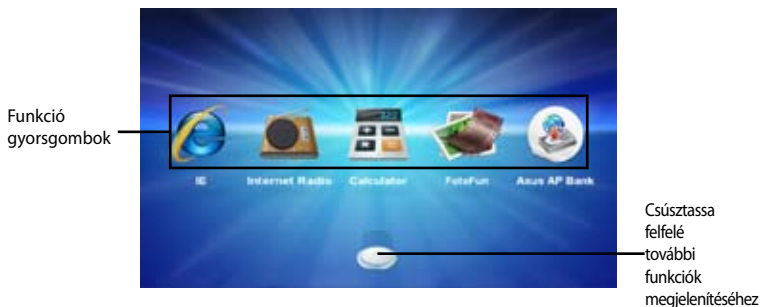 Funkció
gyorsgombok
IE
Internet Radio
Calculator
FotoFun
Asus AP Bank
Csúsztassa
felfelé
további
funkciók
megjelenítéséhez